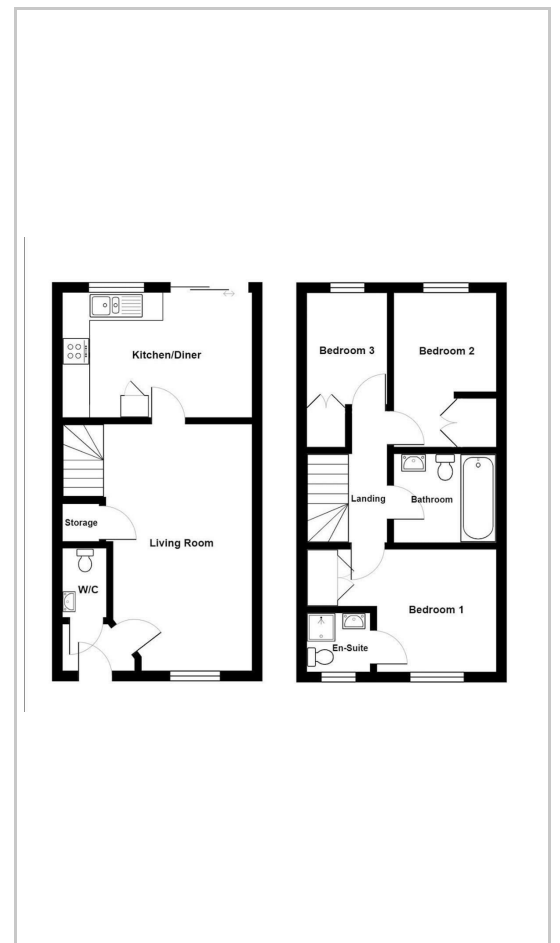 Kitchen/Diner
Storage
Living Room
W/C
Bedroom 3
Bedroom 2
Landing
Bathroom
Bedroom 1
En-Suite